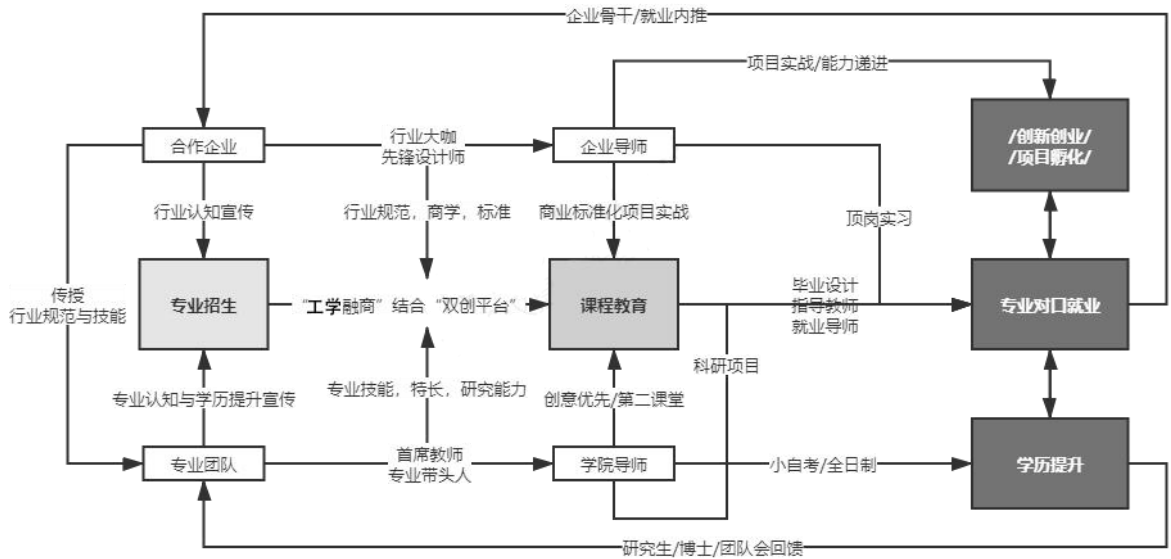 企业骨干/就业内推
项目实战/能力递进
合作企业
行业大咖
先锋设计师
企业导师
/创新创业/
/项目孵化/
行业认知宣传
行业规范，商学，标准
商业标准化项目实战
顶岗实习
传授
行业规范与技能
专业招生
“工学融商”结合“双创平台”
课程教育
毕业设计
指导教师
就业导师
专业对口就业
科研项目
专业认知与学历提升宣传
专业技能，特长，研究能力
创意优先/第二课堂
专业团队
首席教师
专业带头人
学院导师
小自考/全日制
学历提升
研究生/博士/团队会回馈